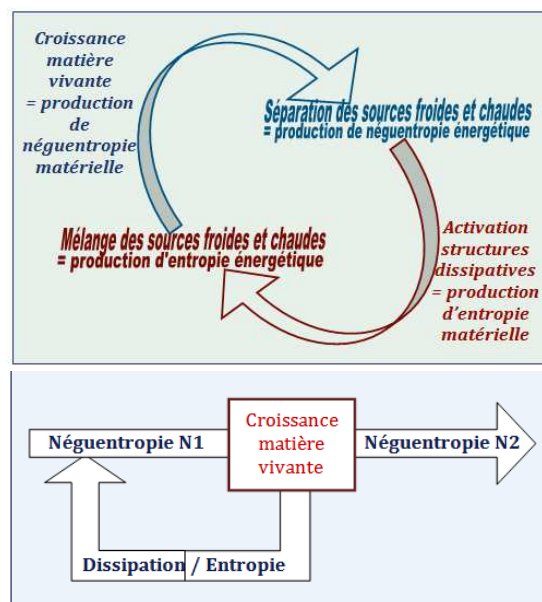 Croissance
matière
vivante
= production
de
néguentropie
matérielle
Séparation des sources froides et chaudes
= production de néguentropie énergétique
Mélange des sources froides et chaudes
= production d'entropie énergétique
Activation
structures
dissipatives
= production
d’entropie
matérielle
Néguentropie N1
Croissance
matière
vivante
Néguentropie N2
Dissipation / Entropie